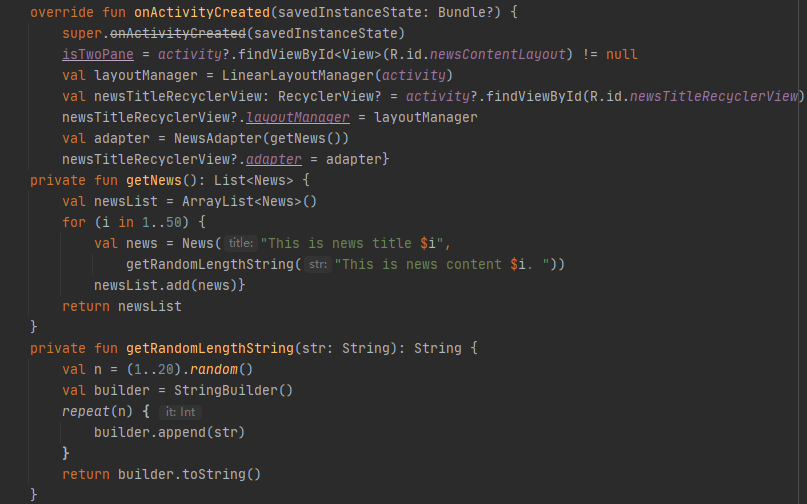 override fun onActivityCreated(savedInstanceState: Bundle?) {
    super.onActivityCreated(savedInstanceState)
    isTwoPane = activity?.findViewById<View>(R.id.newsContentLayout) != null
    val layoutManager = LinearLayoutManager(activity)
    val newsTitleRecyclerView: RecyclerView? = activity?.findViewById(R.id.newsTitleRecyclerView)
    newsTitleRecyclerView?.layoutManager = layoutManager
    val adapter = NewsAdapter(getNews())
    newsTitleRecyclerView?.adapter = adapter}
private fun getNews(): List<News> {
    val newsList = ArrayList<News>()
    for (i in 1..50) {
        val news = News( title: "This is news title $i",
            getRandomLengthString( str: "This is news content $i. "))
        newsList.add(news)}
    return newsList
}
private fun getRandomLengthString(str: String): String {
    val n = (1..20).random()
    val builder = StringBuilder()
    repeat(n) { it: Int
        builder.append(str)
    }
    return builder.toString()
}